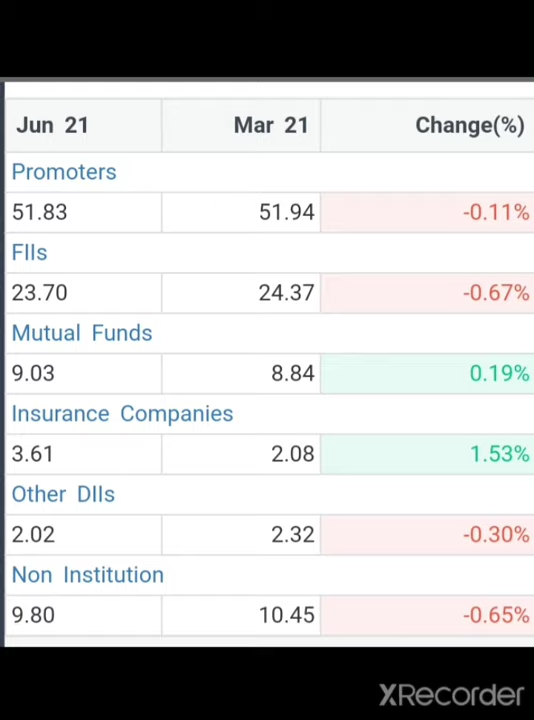 Jun 21 Mar 21 Change(%)
Promoters
51.83 51.94 -0.11%
FIIs
23.70 24.37 -0.67%
Mutual Funds
9.03 8.84 0.19%
Insurance Companies
3.61 2.08 1.53%
Other DIIs
2.02 2.32 -0.30%
Non Institution
9.80 10.45 -0.65%
XRecorder